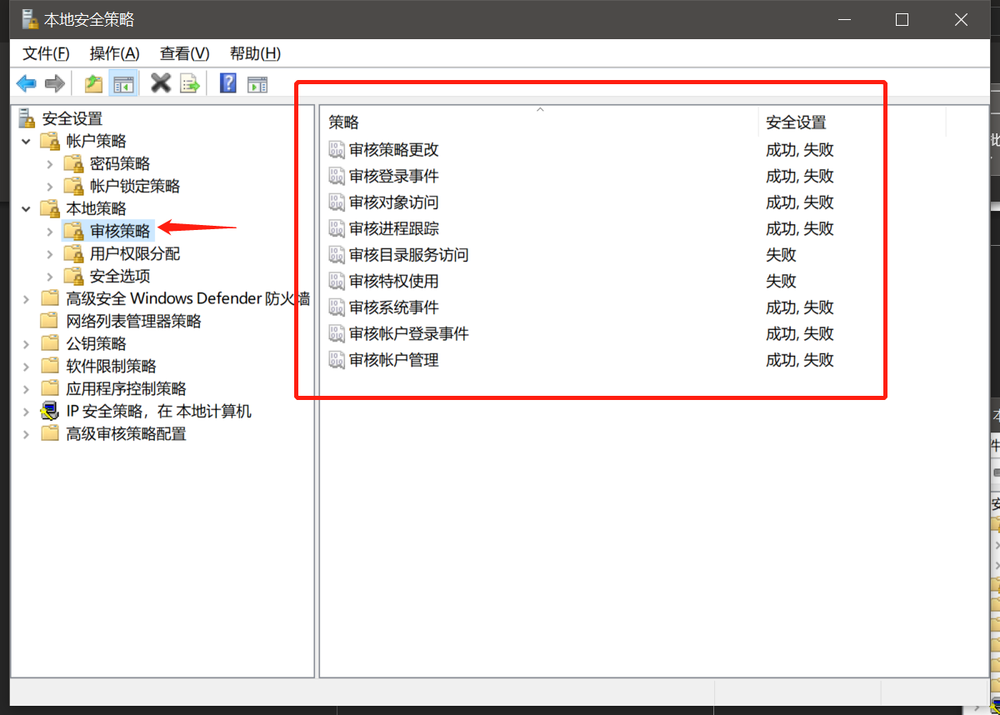 本地安全策略
文件(F) 操作(A) 查看(V) 帮助(H)
安全设置
帐户策略
密码策略
帐户锁定策略
本地策略
审核策略
用户权限分配
安全选项
高级安全 Windows Defender 防火墙
网络列表管理器策略
公钥策略
软件限制策略
应用程序控制策略
IP 安全策略，在 本地计算机
高级审核策略配置
策略 安全设置
审核策略更改 成功, 失败
审核登录事件 成功, 失败
审核对象访问 成功, 失败
审核进程跟踪 成功, 失败
审核目录服务访问 失败
审核特权使用 失败
审核系统事件 成功, 失败
审核帐户登录事件 成功, 失败
审核帐户管理 成功, 失败